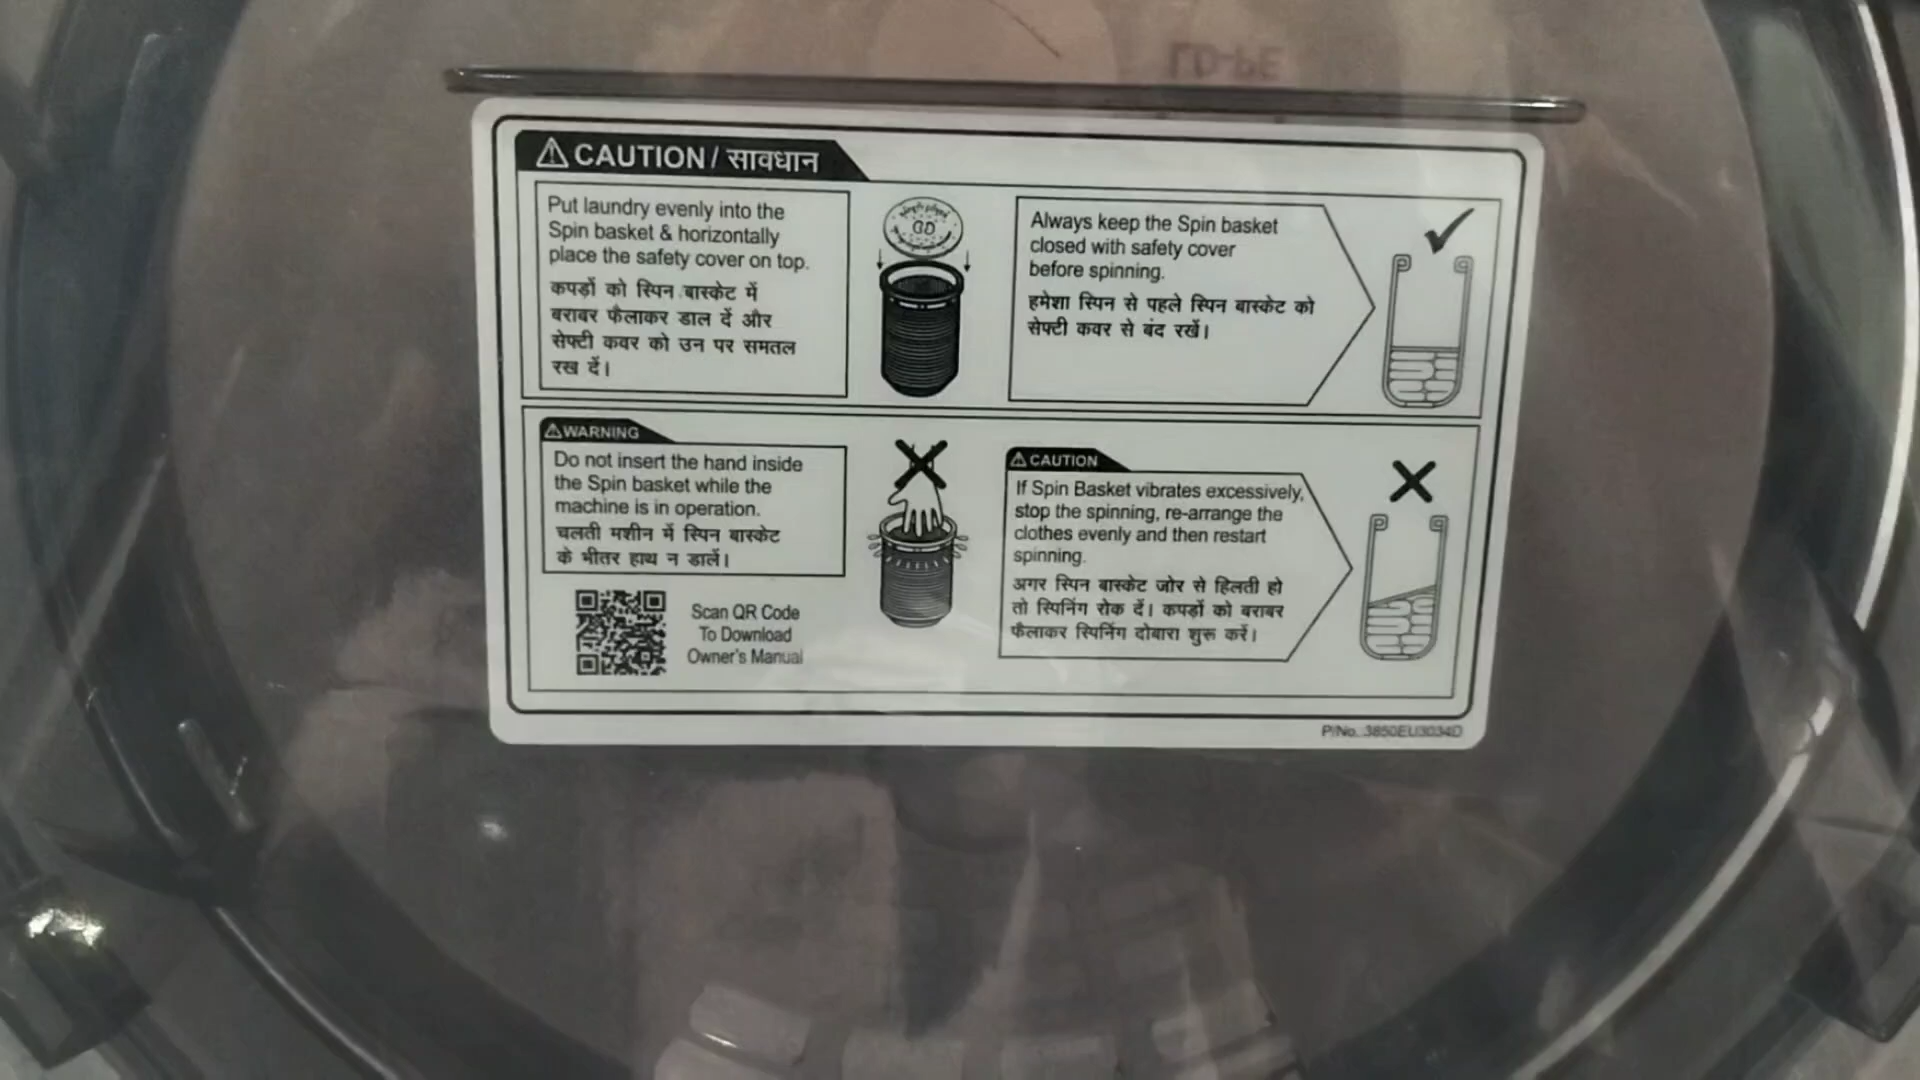 CAUTION / सावधान
Put laundry evenly into the
Spin basket & horizontally
place the safety cover on top.
कपड़ों को स्पिन बास्केट में
बराबर फैलाकर डाल दें और
सेफ्टी कवर को उन पर समतल
रख दें।
Always keep the Spin basket
closed with safety cover
before spinning.
हमेशा स्पिन से पहले स्पिन बास्केट को
सेफ्टी कवर से बंद रखें।
WARNING
Do not insert the hand inside
the Spin basket while the
machine is in operation.
चलती मशीन में स्पिन बास्केट
के भीतर हाथ न डालें।
Scan QR Code
To Download
Owner's Manual
CAUTION
If Spin Basket vibrates excessively,
stop the spinning, re-arrange the
clothes evenly and then restart
spinning.
अगर स्पिन बास्केट जोर से हिलती हो
तो स्पिनिंग रोक दें। कपड़ों को बराबर
फैलाकर स्पिनिंग दोबारा शुरू करें।
P/No. 3850EU3034D